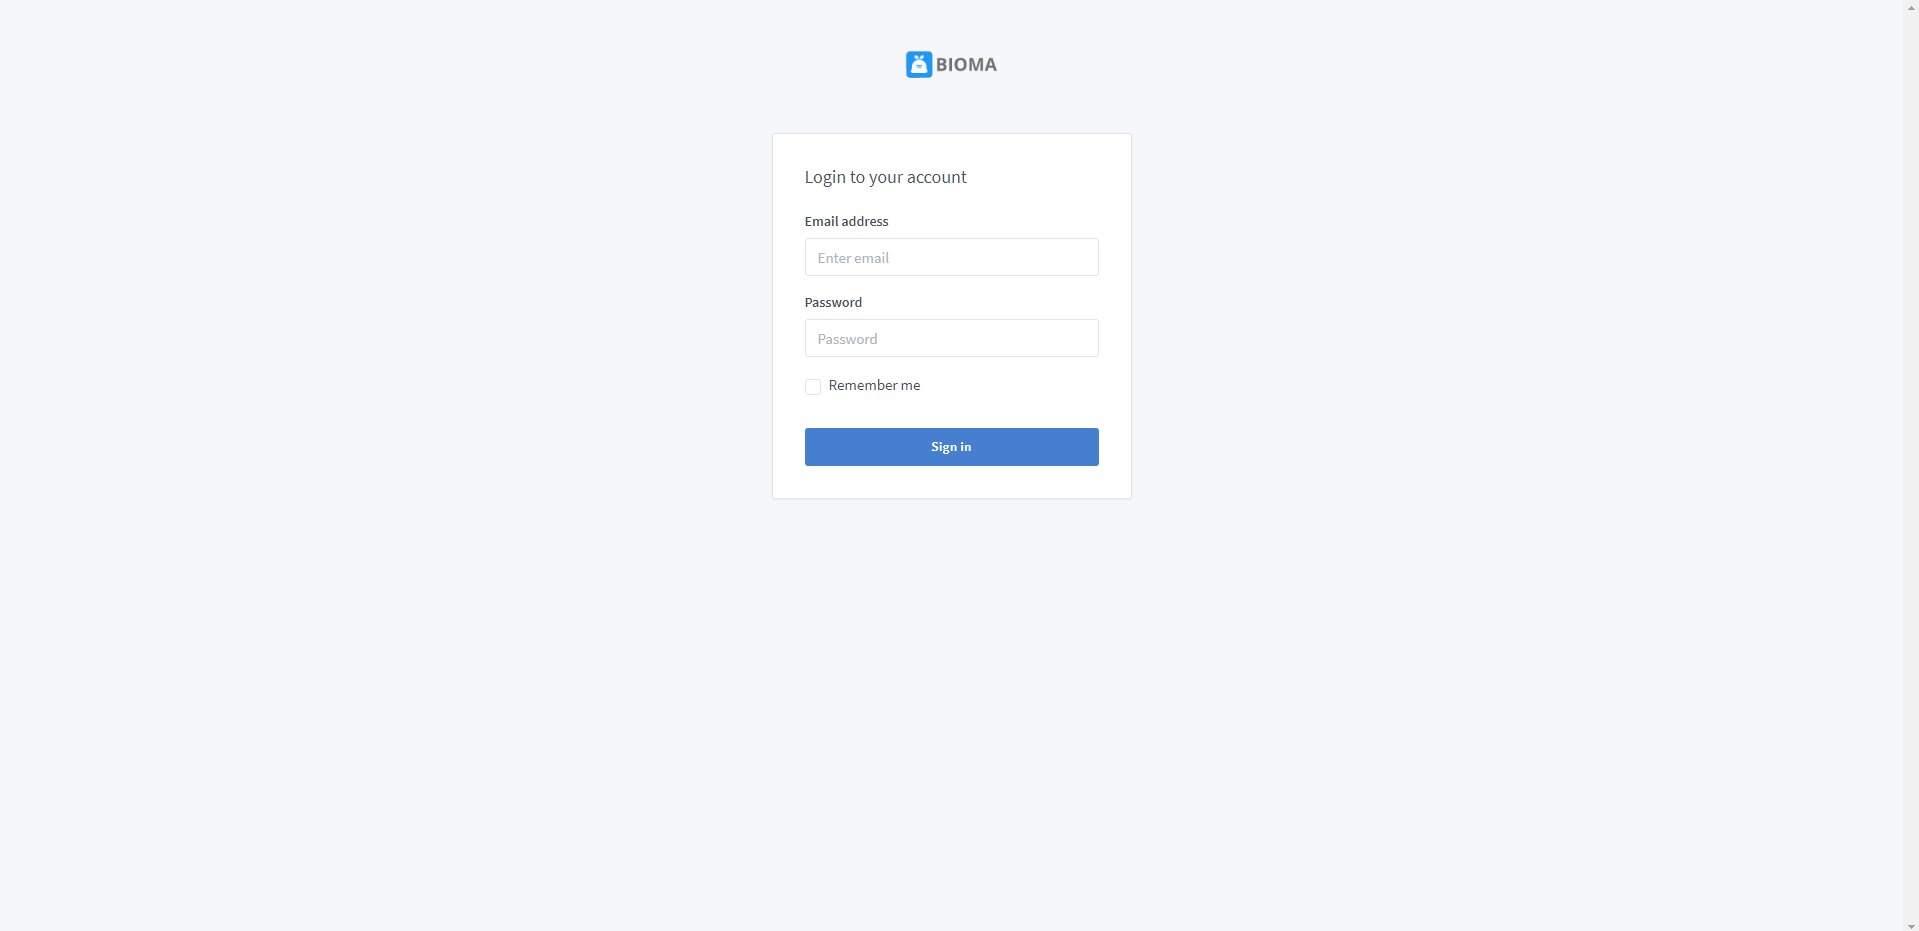 BIOMA
Login to your account
Email address
Enter email
Password
Password
Remember me
Sign in